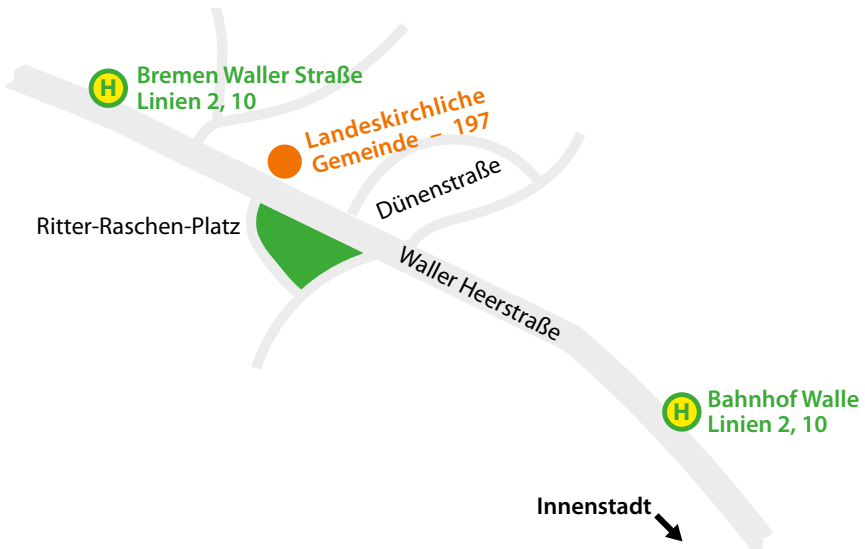 H
Bremen Waller Straße
Linien 2, 10
Landeskirchliche
Gemeinde – 197
Dünenstraße
Ritter-Raschen-Platz
Waller Heerstraße
H
Bahnhof Walle
Linien 2, 10
Innenstadt